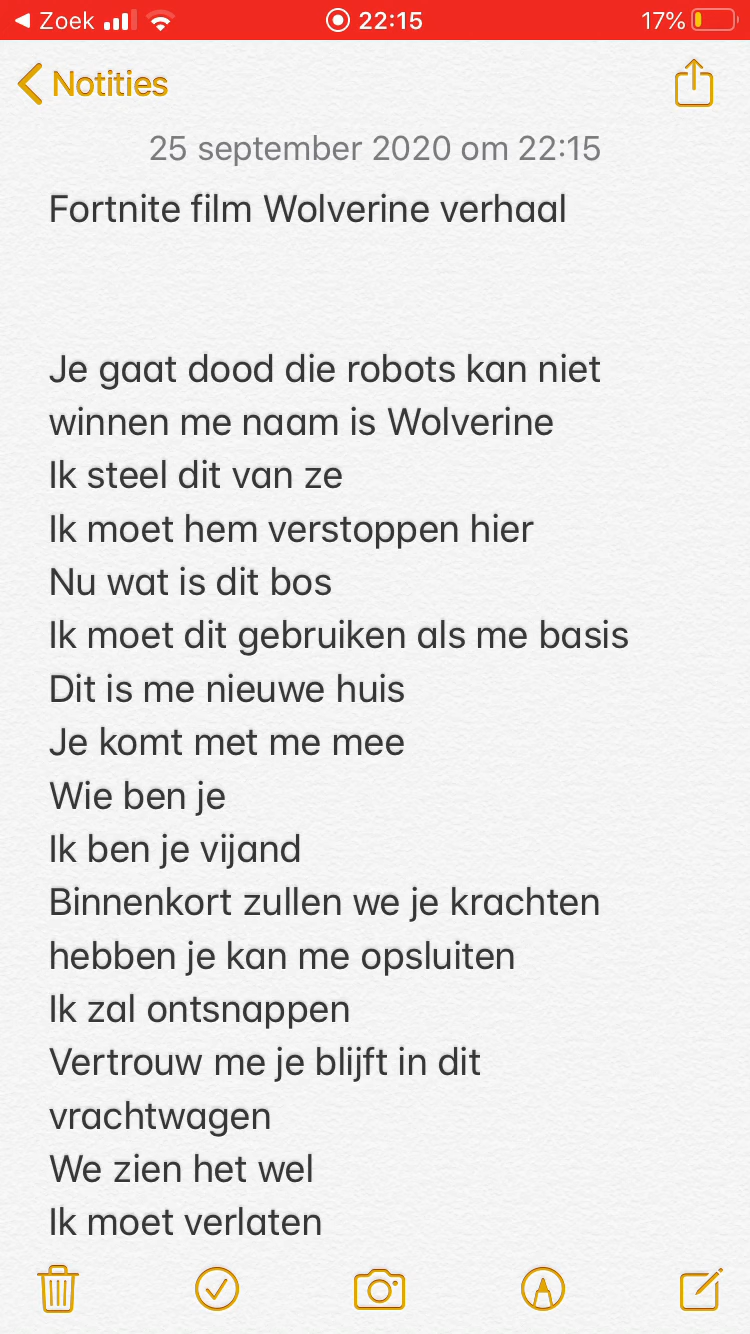 Zoek 22:15 17%
Notities
25 september 2020 om 22:15
Fortnite film Wolverine verhaal
Je gaat dood die robots kan niet
winnen me naam is Wolverine
Ik steel dit van ze
Ik moet hem verstoppen hier
Nu wat is dit bos
Ik moet dit gebruiken als me basis
Dit is me nieuwe huis
Je komt met me mee
Wie ben je
Ik ben je vijand
Binnenkort zullen we je krachten
hebben je kan me opsluiten
Ik zal ontsnappen
Vertrouw me je blijft in dit
vrachtwagen
We zien het wel
Ik moet verlaten